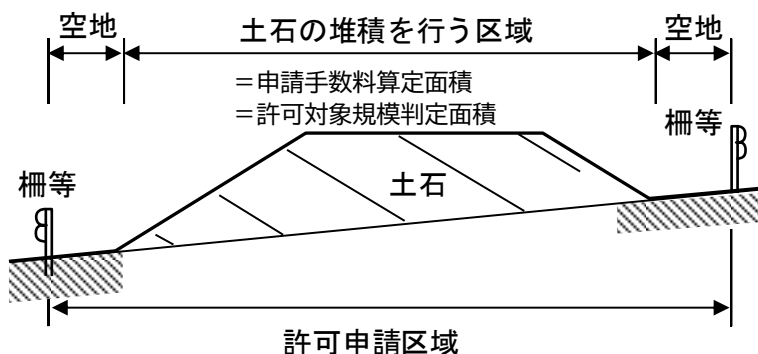 空地
土石の堆積を行う区域
空地
＝申請手数料算定面積
＝許可対象規模判定面積
柵等
土石
柵等
許可申請区域